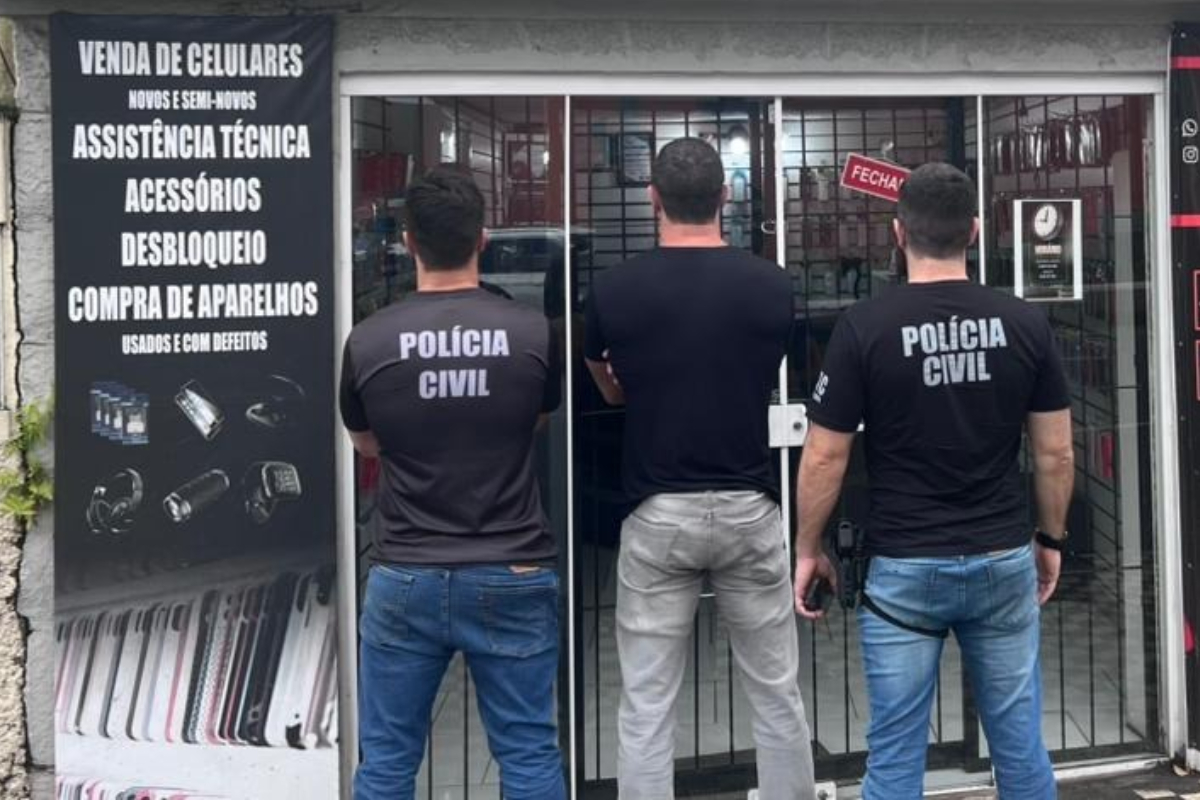 VENDA DE CELULARES
NOVOS E SEMI-NOVOS
ASSISTÊNCIA TÉCNICA
ACESSÓRIOS
DESBLOQUEIO
COMPRA DE APARELHOS
USADOS E COM DEFEITOS
POLÍCIA
CIVIL
FECHA
POLÍCIA
CIVIL